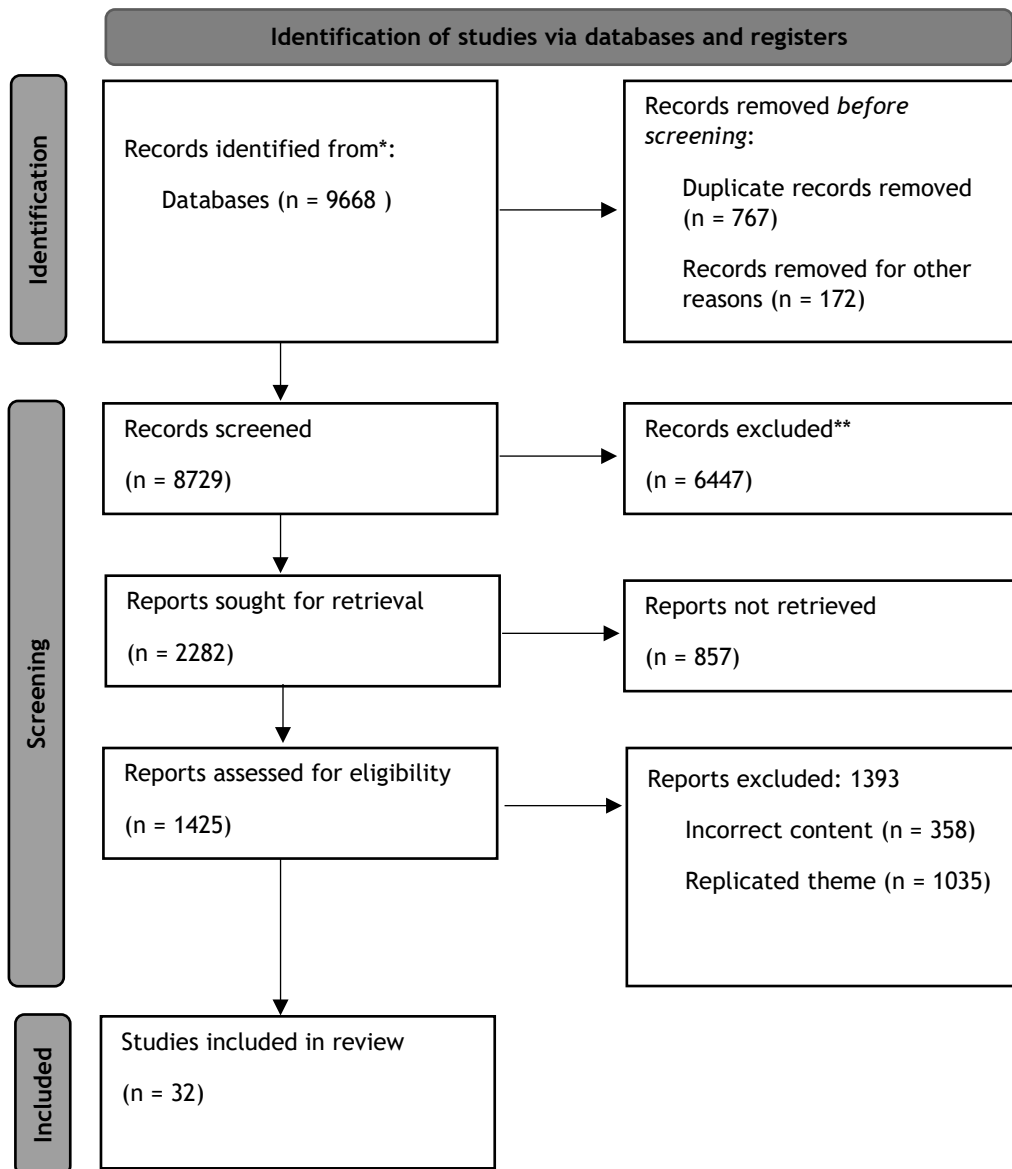 Identification of studies via databases and registers
Identification
Records identified from*:
Databases (n = 9668 )
Records removed before
screening:
Duplicate records removed
(n = 767)
Records removed for other
reasons (n = 172)
Screening
Records screened
(n = 8729)
Records excluded**
(n = 6447)
Reports sought for retrieval
(n = 2282)
Reports not retrieved
(n = 857)
Reports assessed for eligibility
(n = 1425)
Reports excluded: 1393
Incorrect content (n = 358)
Replicated theme (n = 1035)
Included
Studies included in review
(n = 32)